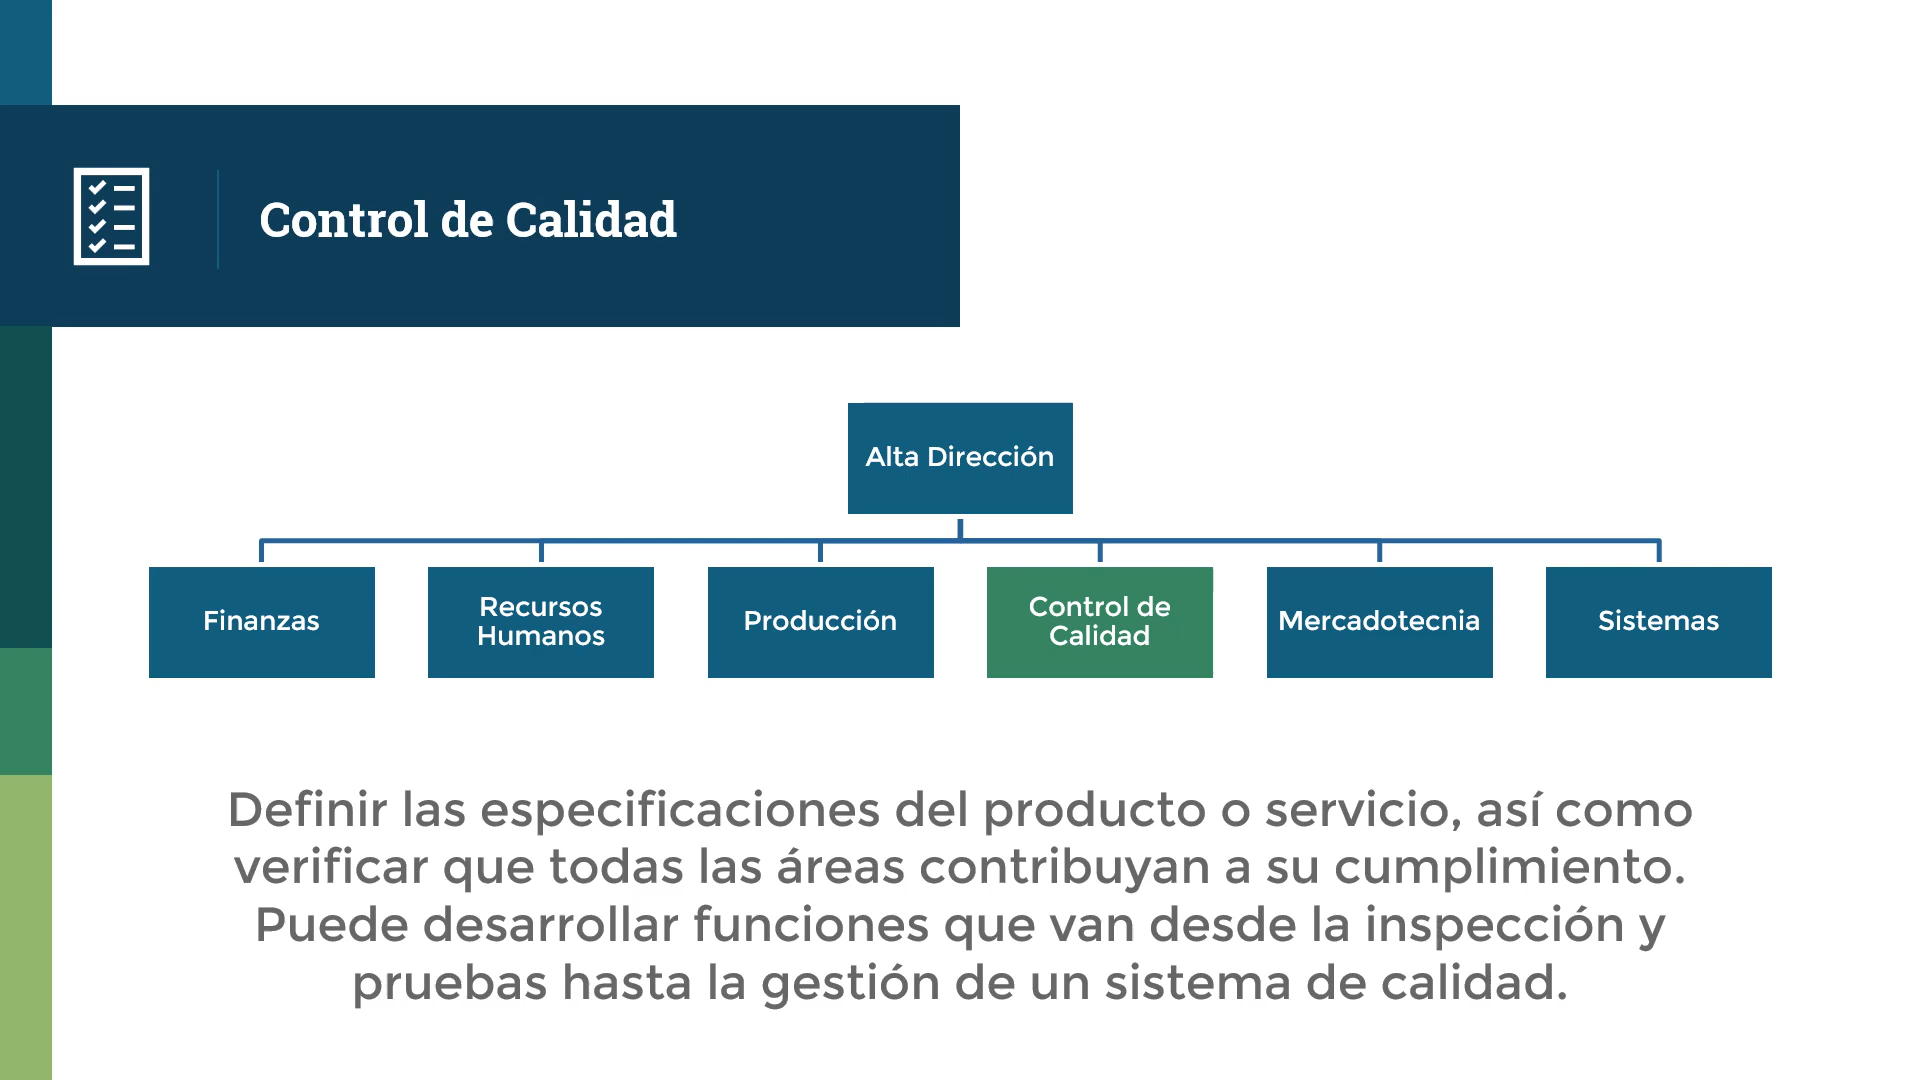 Control de Calidad
Alta Dirección
Finanzas
Recursos
Humanos
Producción
Control de
Calidad
Mercadotecnia
Sistemas
Definir las especificaciones del producto o servicio, así como
verificar que todas las áreas contribuyan a su cumplimiento.
Puede desarrollar funciones que van desde la inspección y
pruebas hasta la gestión de un sistema de calidad.